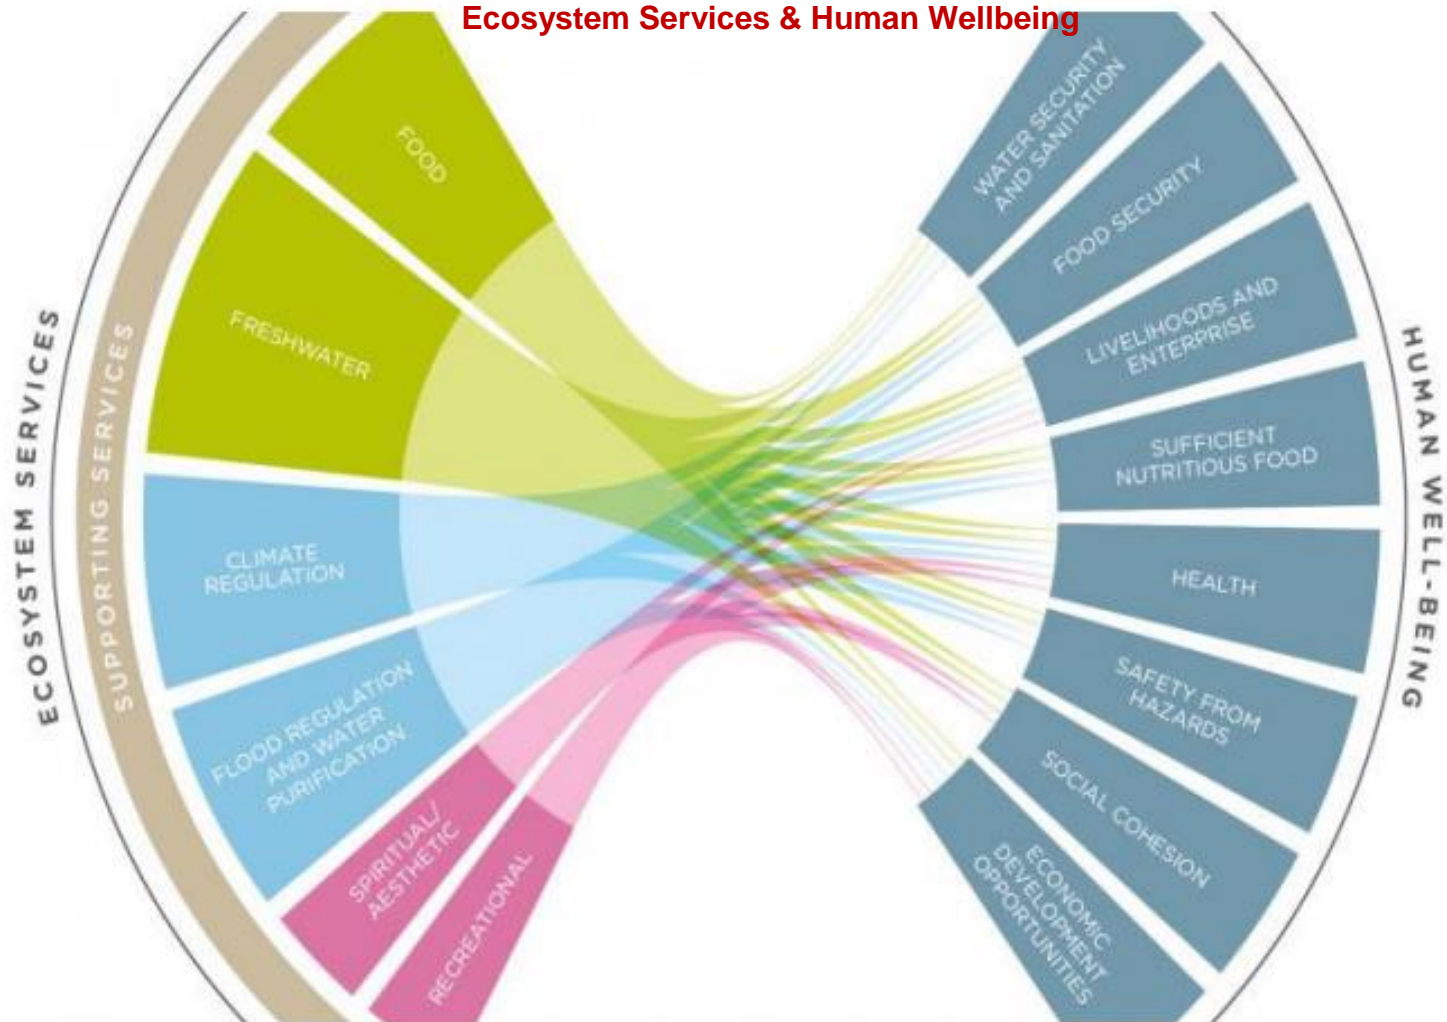 Ecosystem Services & Human Wellbeing
ECOSYSTEM SERVICES
SUPPORTING SERVICES
FOOD
FRESHWATER
CLIMATE
REGULATION
FLOOD REGULATION
AND WATER
PURIFICATION
SPIRITUAL/
AESTHETIC
RECREATIONAL
WATER SECURITY
AND SANITATION
FOOD SECURITY
LIVELIHOODS AND
ENTERPRISE
SUFFICIENT
NUTRITIOUS FOOD
HEALTH
SAFETY FROM
HAZARDS
SOCIAL COHESION
ECONOMIC
DEVELOPMENT
OPPORTUNITIES
HUMAN WELL-BEING